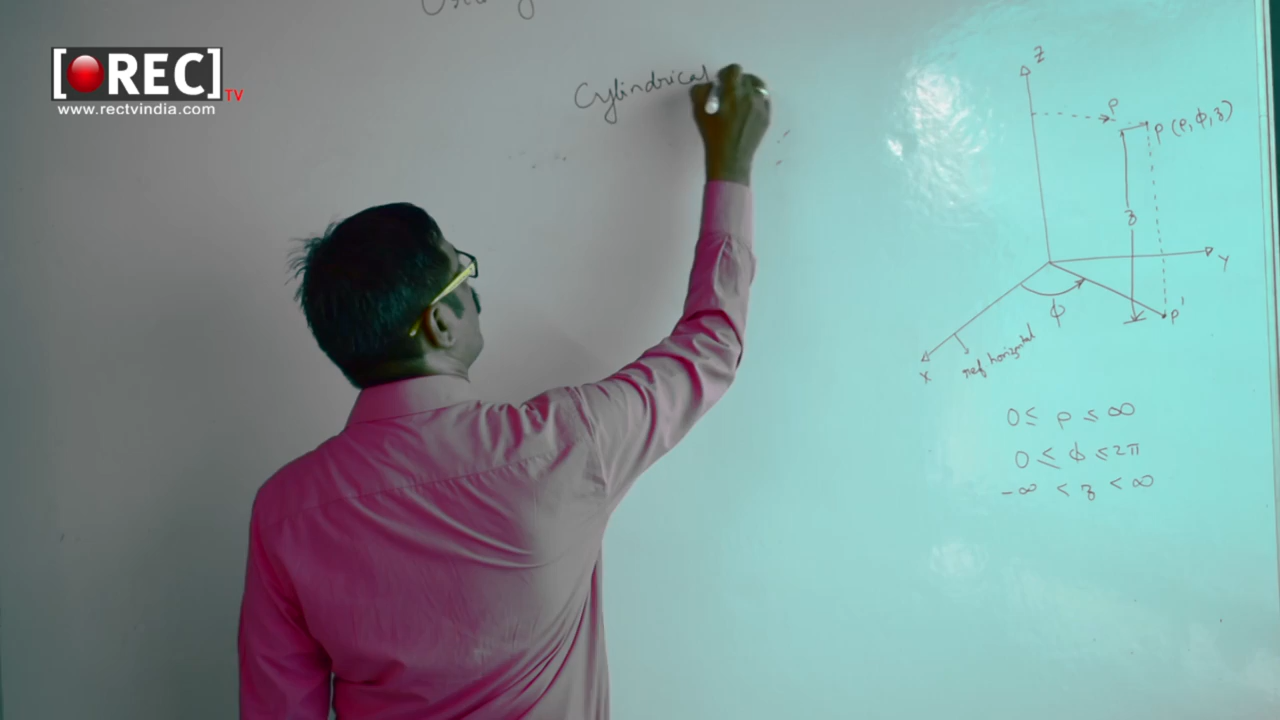 [REC]
TV
www.rectvindia.com
Cylindrical
Z
ρ
P (ρ, ϕ, z)
z
Y
ϕ
P'
X
ref horizontal
0 ≤ ρ ≤ ∞
0 ≤ ϕ ≤ 2π
-∞ < z < ∞